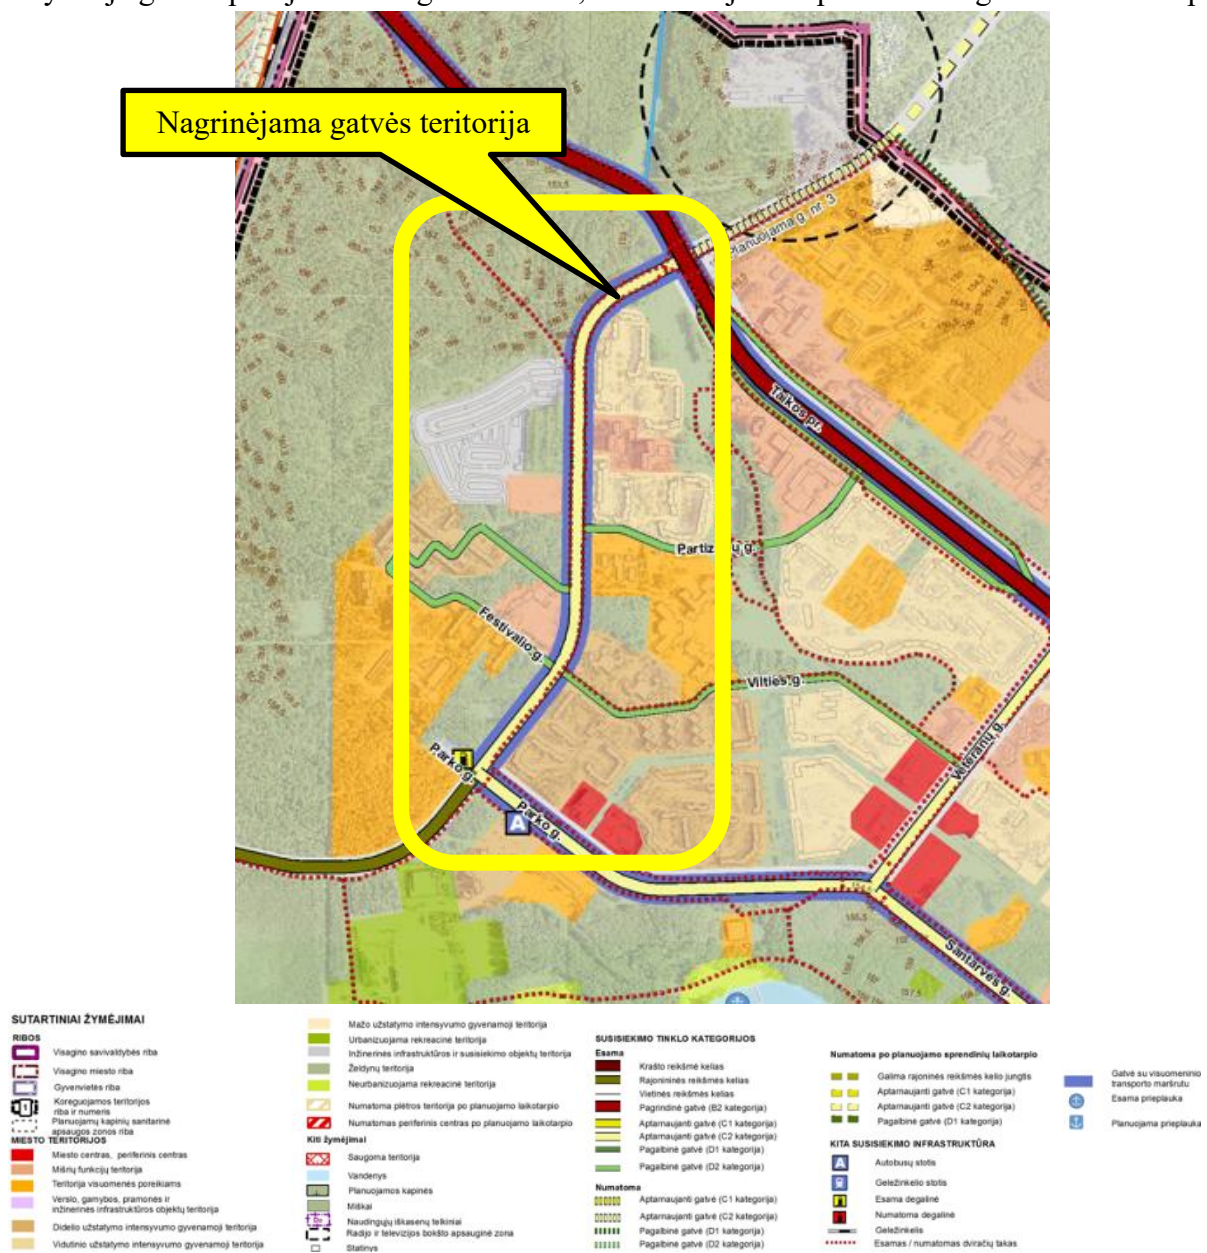 Nagrinėjama gatvės teritorija
Planuojama g. nr. 3
Taikos pr.
Partizanų g.
Festivalio g.
Vilties g.
Veteranų g.
Parko g.
Parko g.
A
Santarvės g.
SUTARTINIAI ŽYMĖJIMAI
RIBOS
Visagino savivaldybės riba
Visagino miesto riba
Gyvenvietės riba
Koreguojamos teritorijos
riba ir numeris
Planuojamų kapinių sanitarinė
apsaugos zonos riba
MIESTO TERITORIJOS
Miesto centras, periferinis centras
Mišrių funkcijų teritorija
Teritorija visuomenės poreikiams
Verslo, gamybos, pramonės ir
inžinerinės infrastruktūros objektų teritorija
Didelio užstatymo intensyvumo gyvenamoji teritorija
Vidutinio užstatymo intensyvumo gyvenamoji teritorija
Mažo užstatymo intensyvumo gyvenamoji teritorija
Urbanizuojama rekreacinė teritorija
Inžinerinės infrastruktūros ir susisiekimo objektų teritorija
Želdynų teritorija
Neurbanizuojama rekreacinė teritorija
Numatoma plėtros teritorija po planuojamo laikotarpio
Numatomas periferinis centras po planuojamo laikotarpio
Kiti žymėjimai
Saugoma teritorija
Vandenys
Planuojamos kapinės
Miškai
Naudingųjų iškasenų telkiniai
Radijo ir televizijos bokšto apsauginė zona
Statinys
SUSISIEKIMO TINKLO KATEGORIJOS
Esama
Krašto reikšmė kelias
Rajoninės reikšmės kelias
Vietinės reikšmės kelias
Pagrindinė gatvė (B2 kategorija)
Aptarnaujanti gatvė (C1 kategorija)
Aptarnaujanti gatvė (C2 kategorija)
Pagalbinė gatvė (D1 kategorija)
Pagalbinė gatvė (D2 kategorija)
Numatoma
Aptarnaujanti gatvė (C1 kategorija)
Aptarnaujanti gatvė (C2 kategorija)
Pagalbinė gatvė (D1 kategorija)
Pagalbinė gatvė (D2 kategorija)
Numatoma po planuojamo sprendinių laikotarpio
Galima rajoninės reikšmės kelio jungtis
Aptarnaujanti gatvė (C1 kategorija)
Aptarnaujanti gatvė (C2 kategorija)
Pagalbinė gatvė (D1 kategorija)
KITA SUSISIEKIMO INFRASTRUKTŪRA
A Autobusų stotis
Geležinkelio stotis
Esama degalinė
Numatoma degalinė
Geležinkelis
Esamas / numatomas dviračių takas
Gatvė su visuomeninio
transporto maršrutu
Esama prieplauka
Planuojama prieplauka